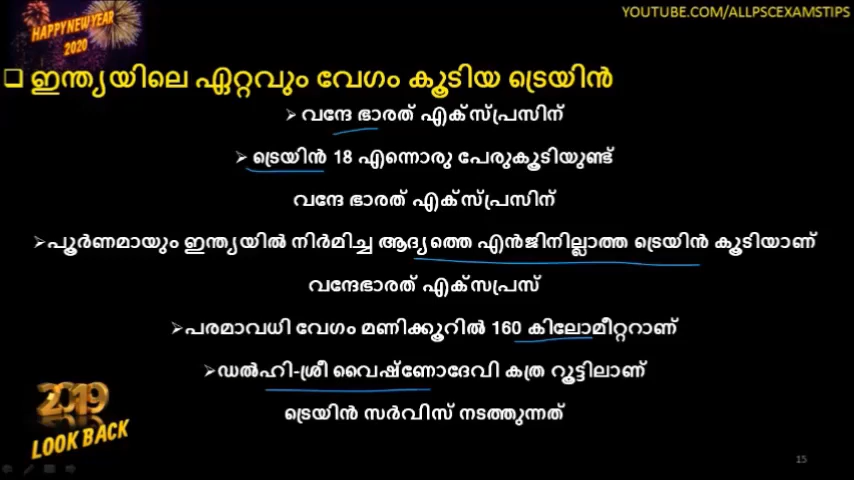 HAPPY NEW YEAR
2020
YOUTUBE.COM/ALLPSCEXAMSTIPS
ഇന്ത്യയിലെ ഏറ്റവും വേഗം കൂടിയ ട്രെയിൻ
വന്ദേ ഭാരത് എക്സ്പ്രസിന്
ട്രെയിൻ 18 എന്നൊരു പേരുകൂടിയുണ്ട്
വന്ദേ ഭാരത് എക്സ്പ്രസിന്
പൂർണമായും ഇന്ത്യയിൽ നിർമിച്ച ആദ്യത്തെ എൻജിനില്ലാത്ത ട്രെയിൻ കൂടിയാണ്
വന്ദേഭാരത് എക്സപ്രസ്
പരമാവധി വേഗം മണിക്കൂറിൽ 160 കിലോമീറ്ററാണ്
ഡൽഹി-ശ്രീ വൈഷ്ണോദേവി കത്ര റൂട്ടിലാണ്
ട്രെയിൻ സർവിസ് നടത്തുന്നത്
2019
LOOK BACK
15